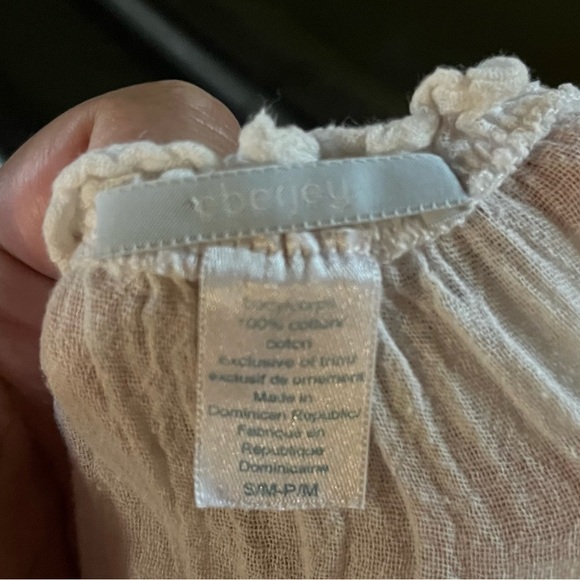 eberjey
body/corps
100% cotton/
coton
exclusive of trim/
exclusif de ornements
Made in
Dominican Republic/
Fabriqué en
République
Dominicaine
S/M-P/M